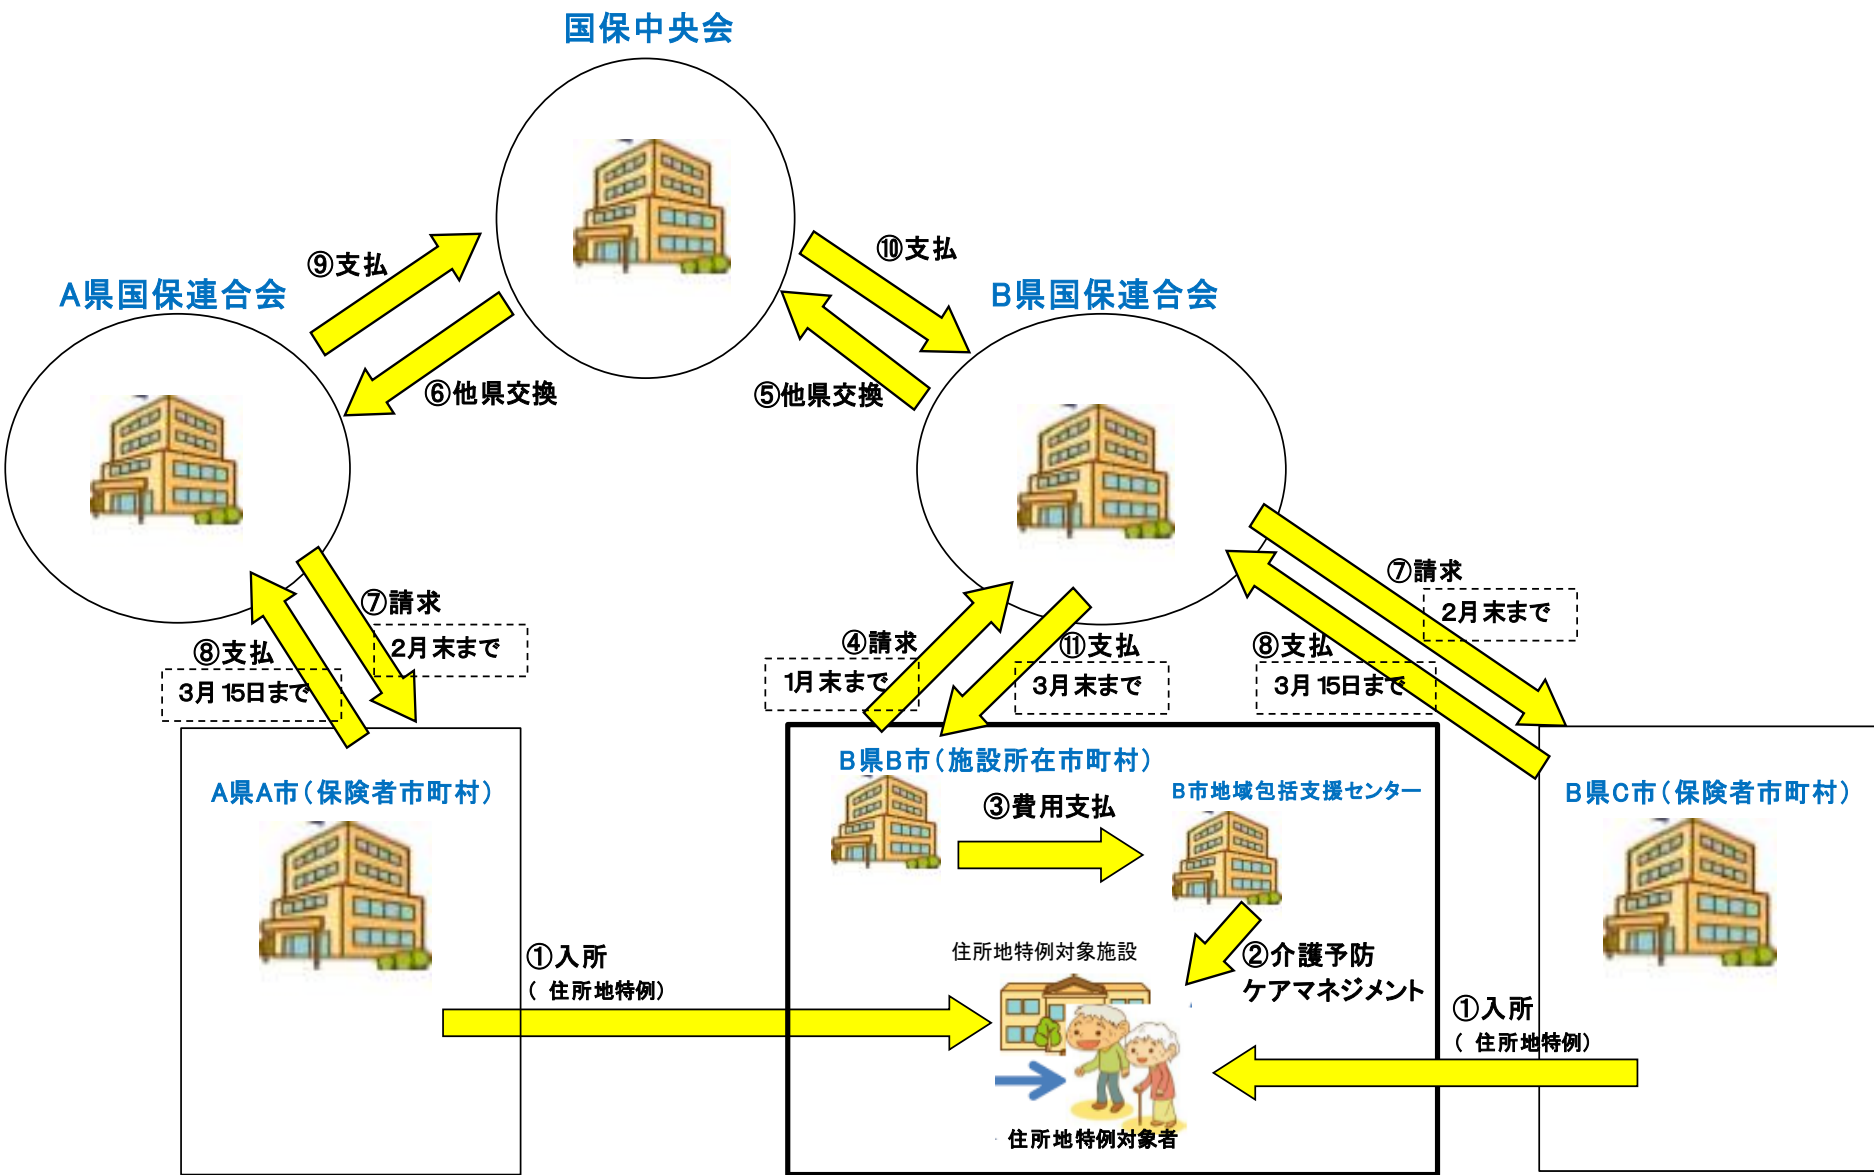 国保中央会
⑨支払
⑩支払
A県国保連合会
B県国保連合会
⑥他県交換
⑤他県交換
⑦請求
2月末まで
⑧支払
3月15日まで
④請求
1月末まで
⑪支払
3月末まで
⑧支払
3月15日まで
⑦請求
2月末まで
A県A市(保険者市町村)
B県B市(施設所在市町村)
③費用支払
B市地域包括支援センター
B県C市(保険者市町村)
①入所
( 住所地特例)
住所地特例対象施設
②介護予防
ケアマネジメント
①入所
( 住所地特例)
住所地特例対象者